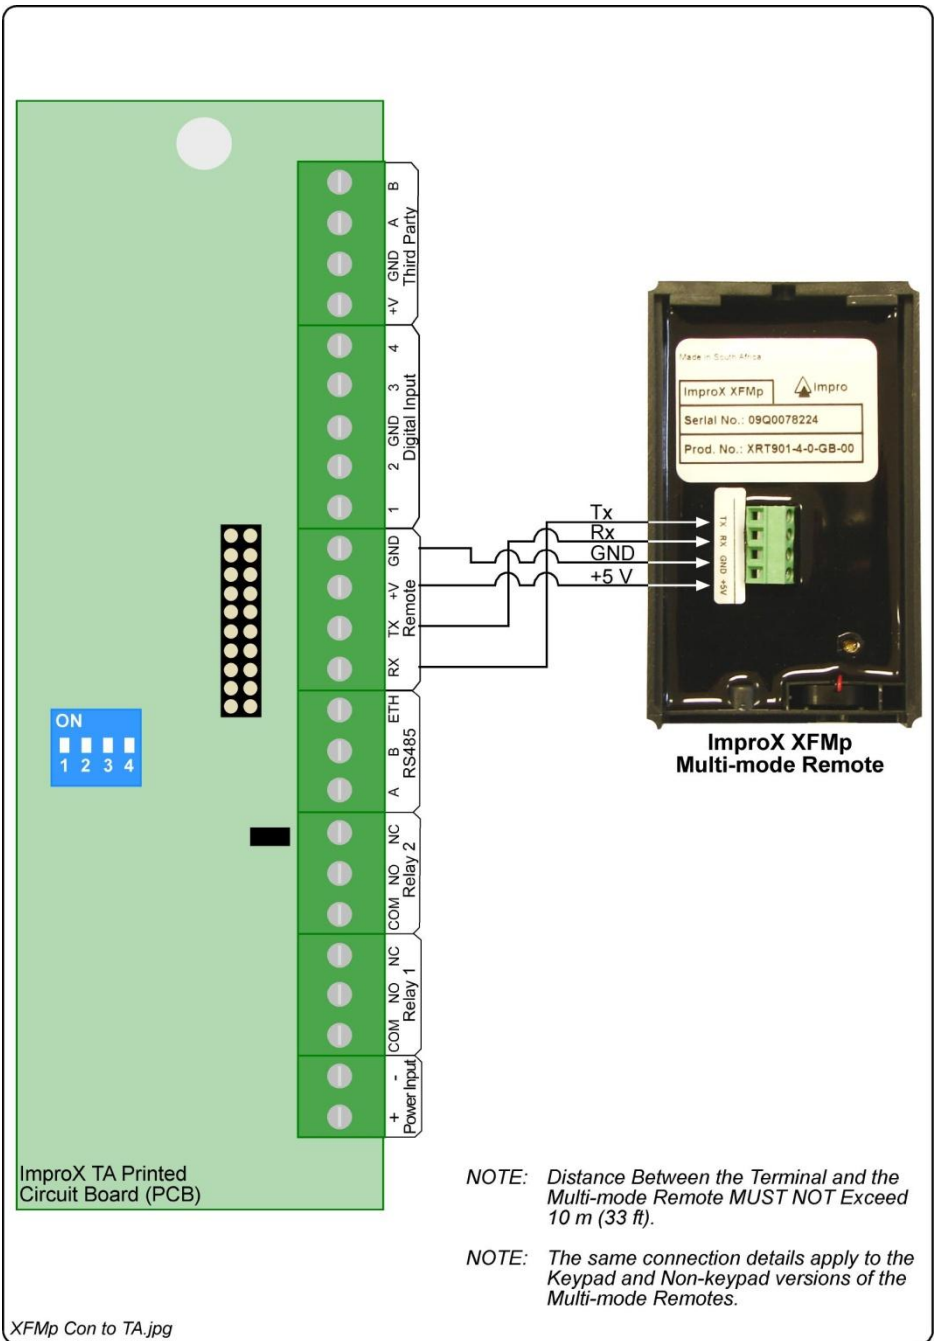 B
A
GND
+V
Third Party
4
3
GND
2
1
Digital Input
GND
+V
TX
RX
Remote
ETH
B
A
RS485
NC
NO
COM
Relay 2
NC
NO
COM
Relay 1
-
+
Power Input
ON
1 2 3 4
Tx
Rx
GND
+5 V
Made in South Africa
ImproX XFMp
Impro
Serial No.: 09Q0078224
Prod. No.: XRT901-4-0-GB-00
TX RX GND +5V
ImproX XFMp
Multi-mode Remote
ImproX TA Printed
Circuit Board (PCB)
NOTE: Distance Between the Terminal and the
Multi-mode Remote MUST NOT Exceed
10 m (33 ft).
NOTE: The same connection details apply to the
Keypad and Non-keypad versions of the
Multi-mode Remotes.
XFMp Con to TA.jpg